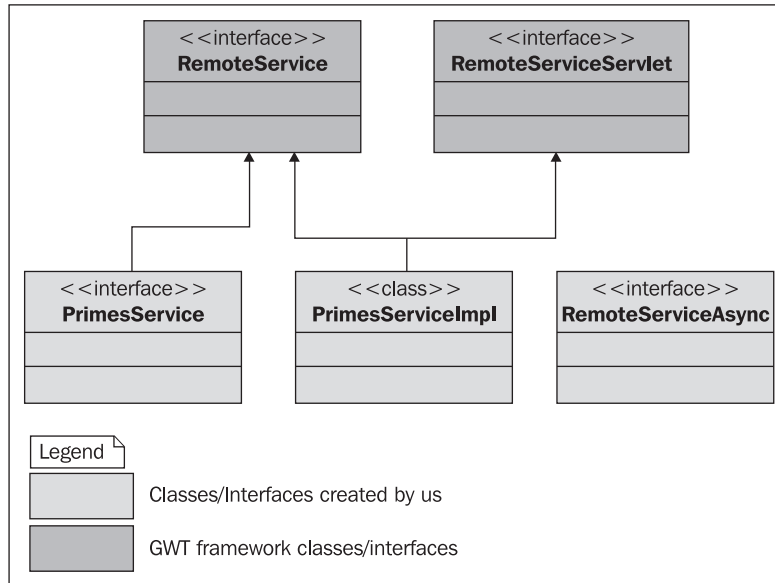 <<interface>>
RemoteService
<<interface>>
RemoteServiceServlet
<<interface>>
PrimesService
<<class>>
PrimesServiceImpl
<<interface>>
RemoteServiceAsync
Legend
Classes/Interfaces created by us
GWT framework classes/interfaces